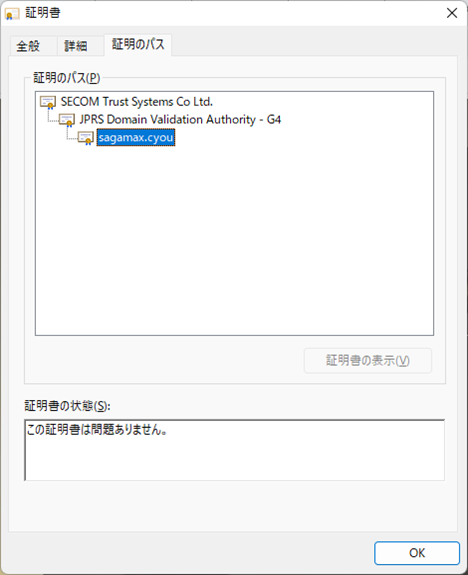 証明書
全般
詳細
証明のパス
証明のパス(P)
SECOM Trust Systems Co Ltd.
JPRS Domain Validation Authority - G4
sagamax.cyou
証明書の表示(V)
証明書の状態(S):
この証明書は問題ありません。
OK